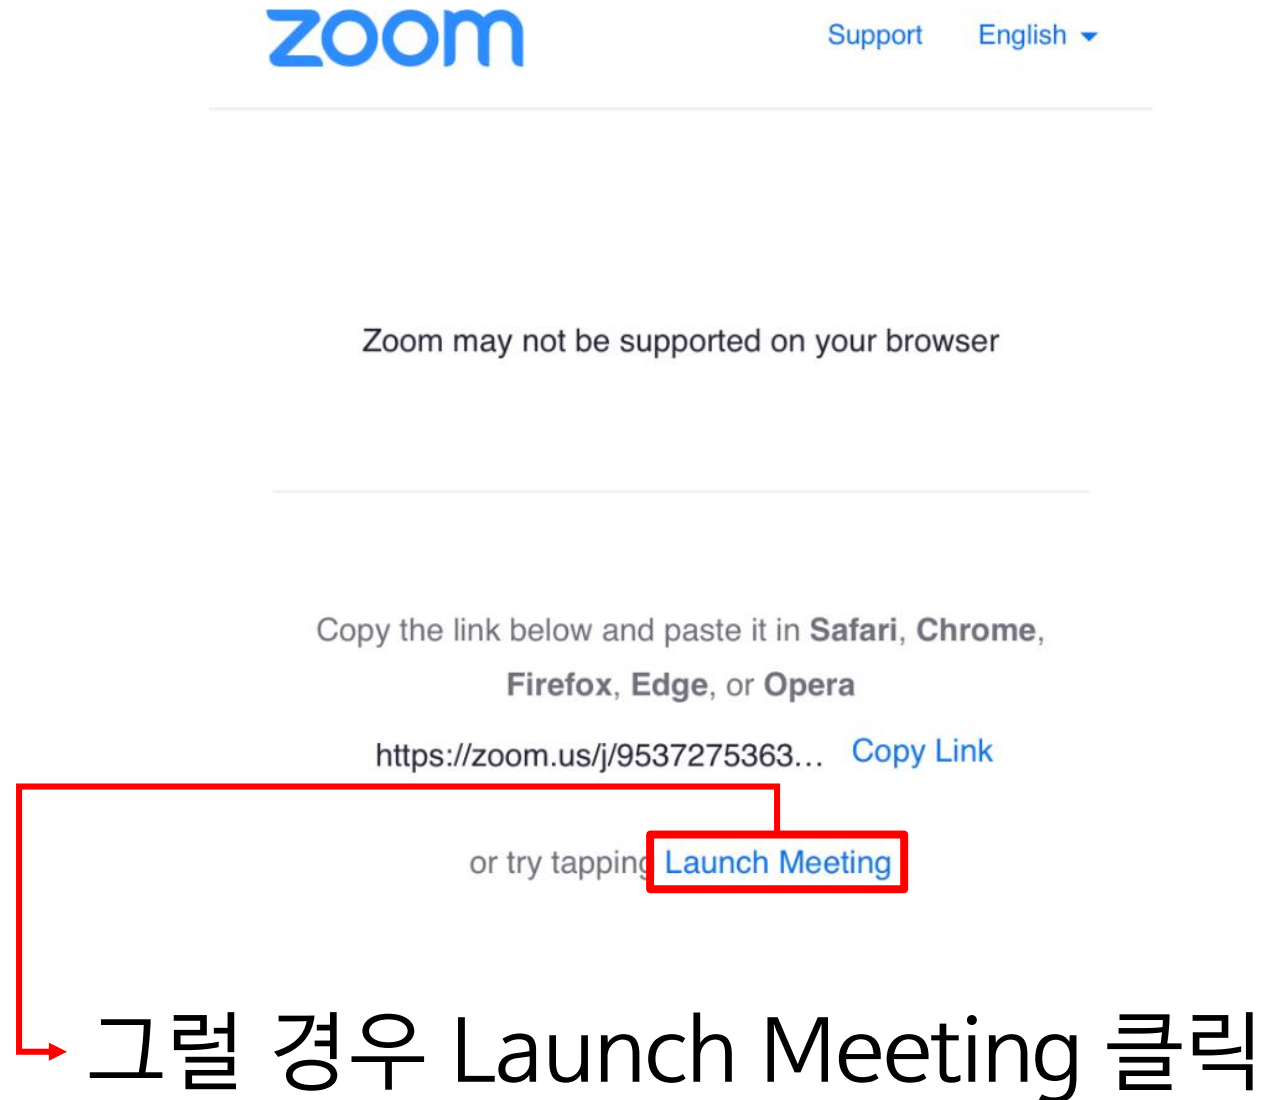 zoom
Support English
Zoom may not be supported on your browser
Copy the link below and paste it in Safari, Chrome,
Firefox, Edge, or Opera
https://zoom.us/j/9537275363... Copy Link
or try tapping Launch Meeting
그럴 경우 Launch Meeting 클릭